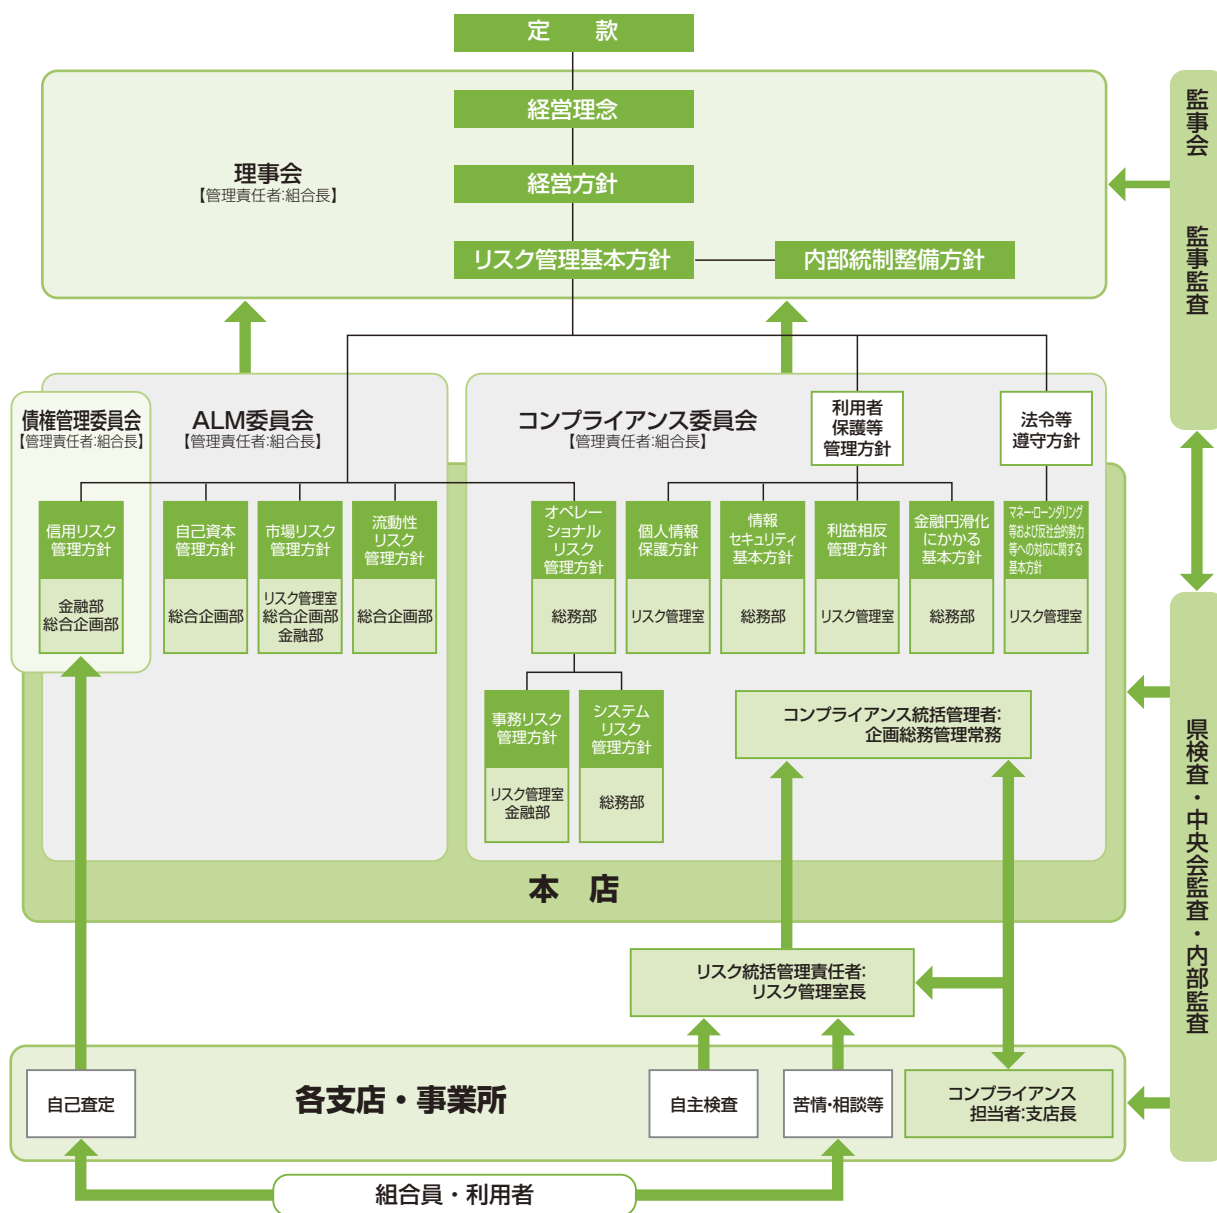 定　款
経営理念
理事会
【管理責任者:組合長】
経営方針
リスク管理基本方針
内部統制整備方針
監事会　監事監査
債権管理委員会
【管理責任者:組合長】
ALM委員会
【管理責任者:組合長】
コンプライアンス委員会
【管理責任者:組合長】
利用者
保護等
管理方針
法令等
遵守方針
信用リスク
管理方針
金融部
総合企画部
自己資本
管理方針
総合企画部
市場リスク
管理方針
リスク管理室
総合企画部
金融部
流動性
リスク
管理方針
総合企画部
オペレー
ショナル
リスク
管理方針
総務部
個人情報
保護方針
リスク管理室
情報
セキュリティ
基本方針
総務部
利益相反
管理方針
リスク管理室
金融円滑化
にかかる
基本方針
総務部
マネー・ローンダリング
等および反社会的勢力
等への対応に関する
基本方針
リスク管理室
事務リスク
管理方針
リスク管理室
金融部
システム
リスク
管理方針
総務部
コンプライアンス統括管理者:
企画総務管理常務
県検査・中央会監査・内部監査
本　店
リスク統括管理責任者:
リスク管理室長
各支店・事業所
自己査定
自主検査
苦情・相談等
コンプライアンス
担当者:支店長
組合員・利用者